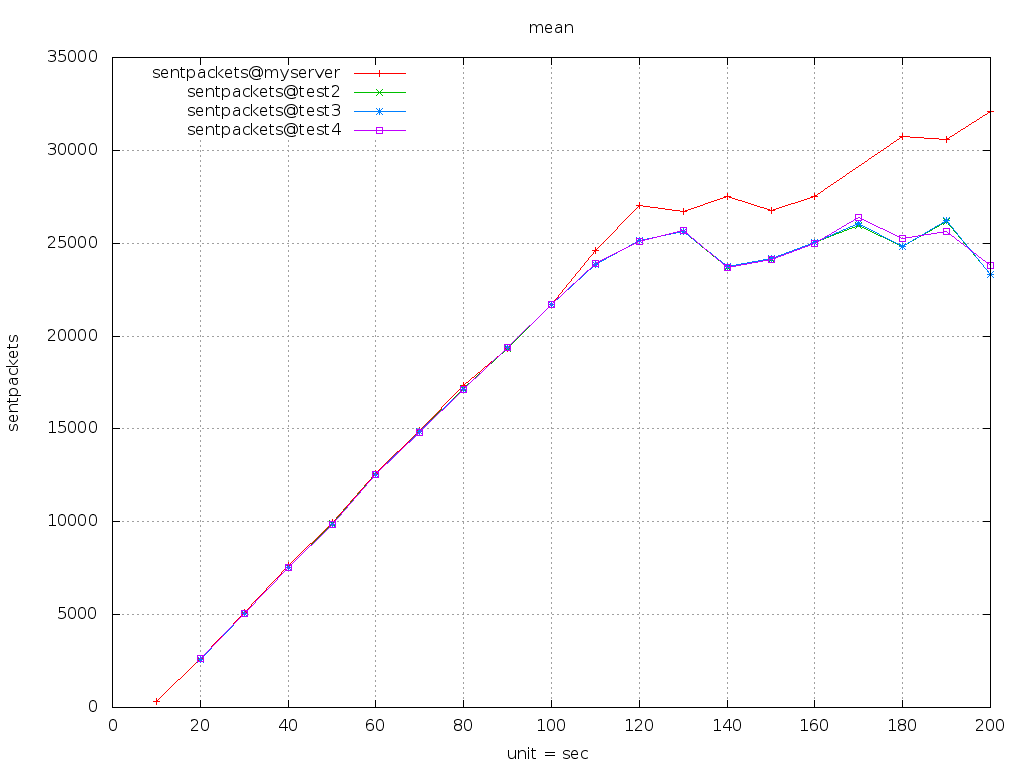 mean
35000
30000
25000
20000
15000
10000
5000
0
sentpackets
sentpackets@myserver
sentpackets@test2
sentpackets@test3
sentpackets@test4
0 20 40 60 80 100 120 140 160 180 200
unit = sec